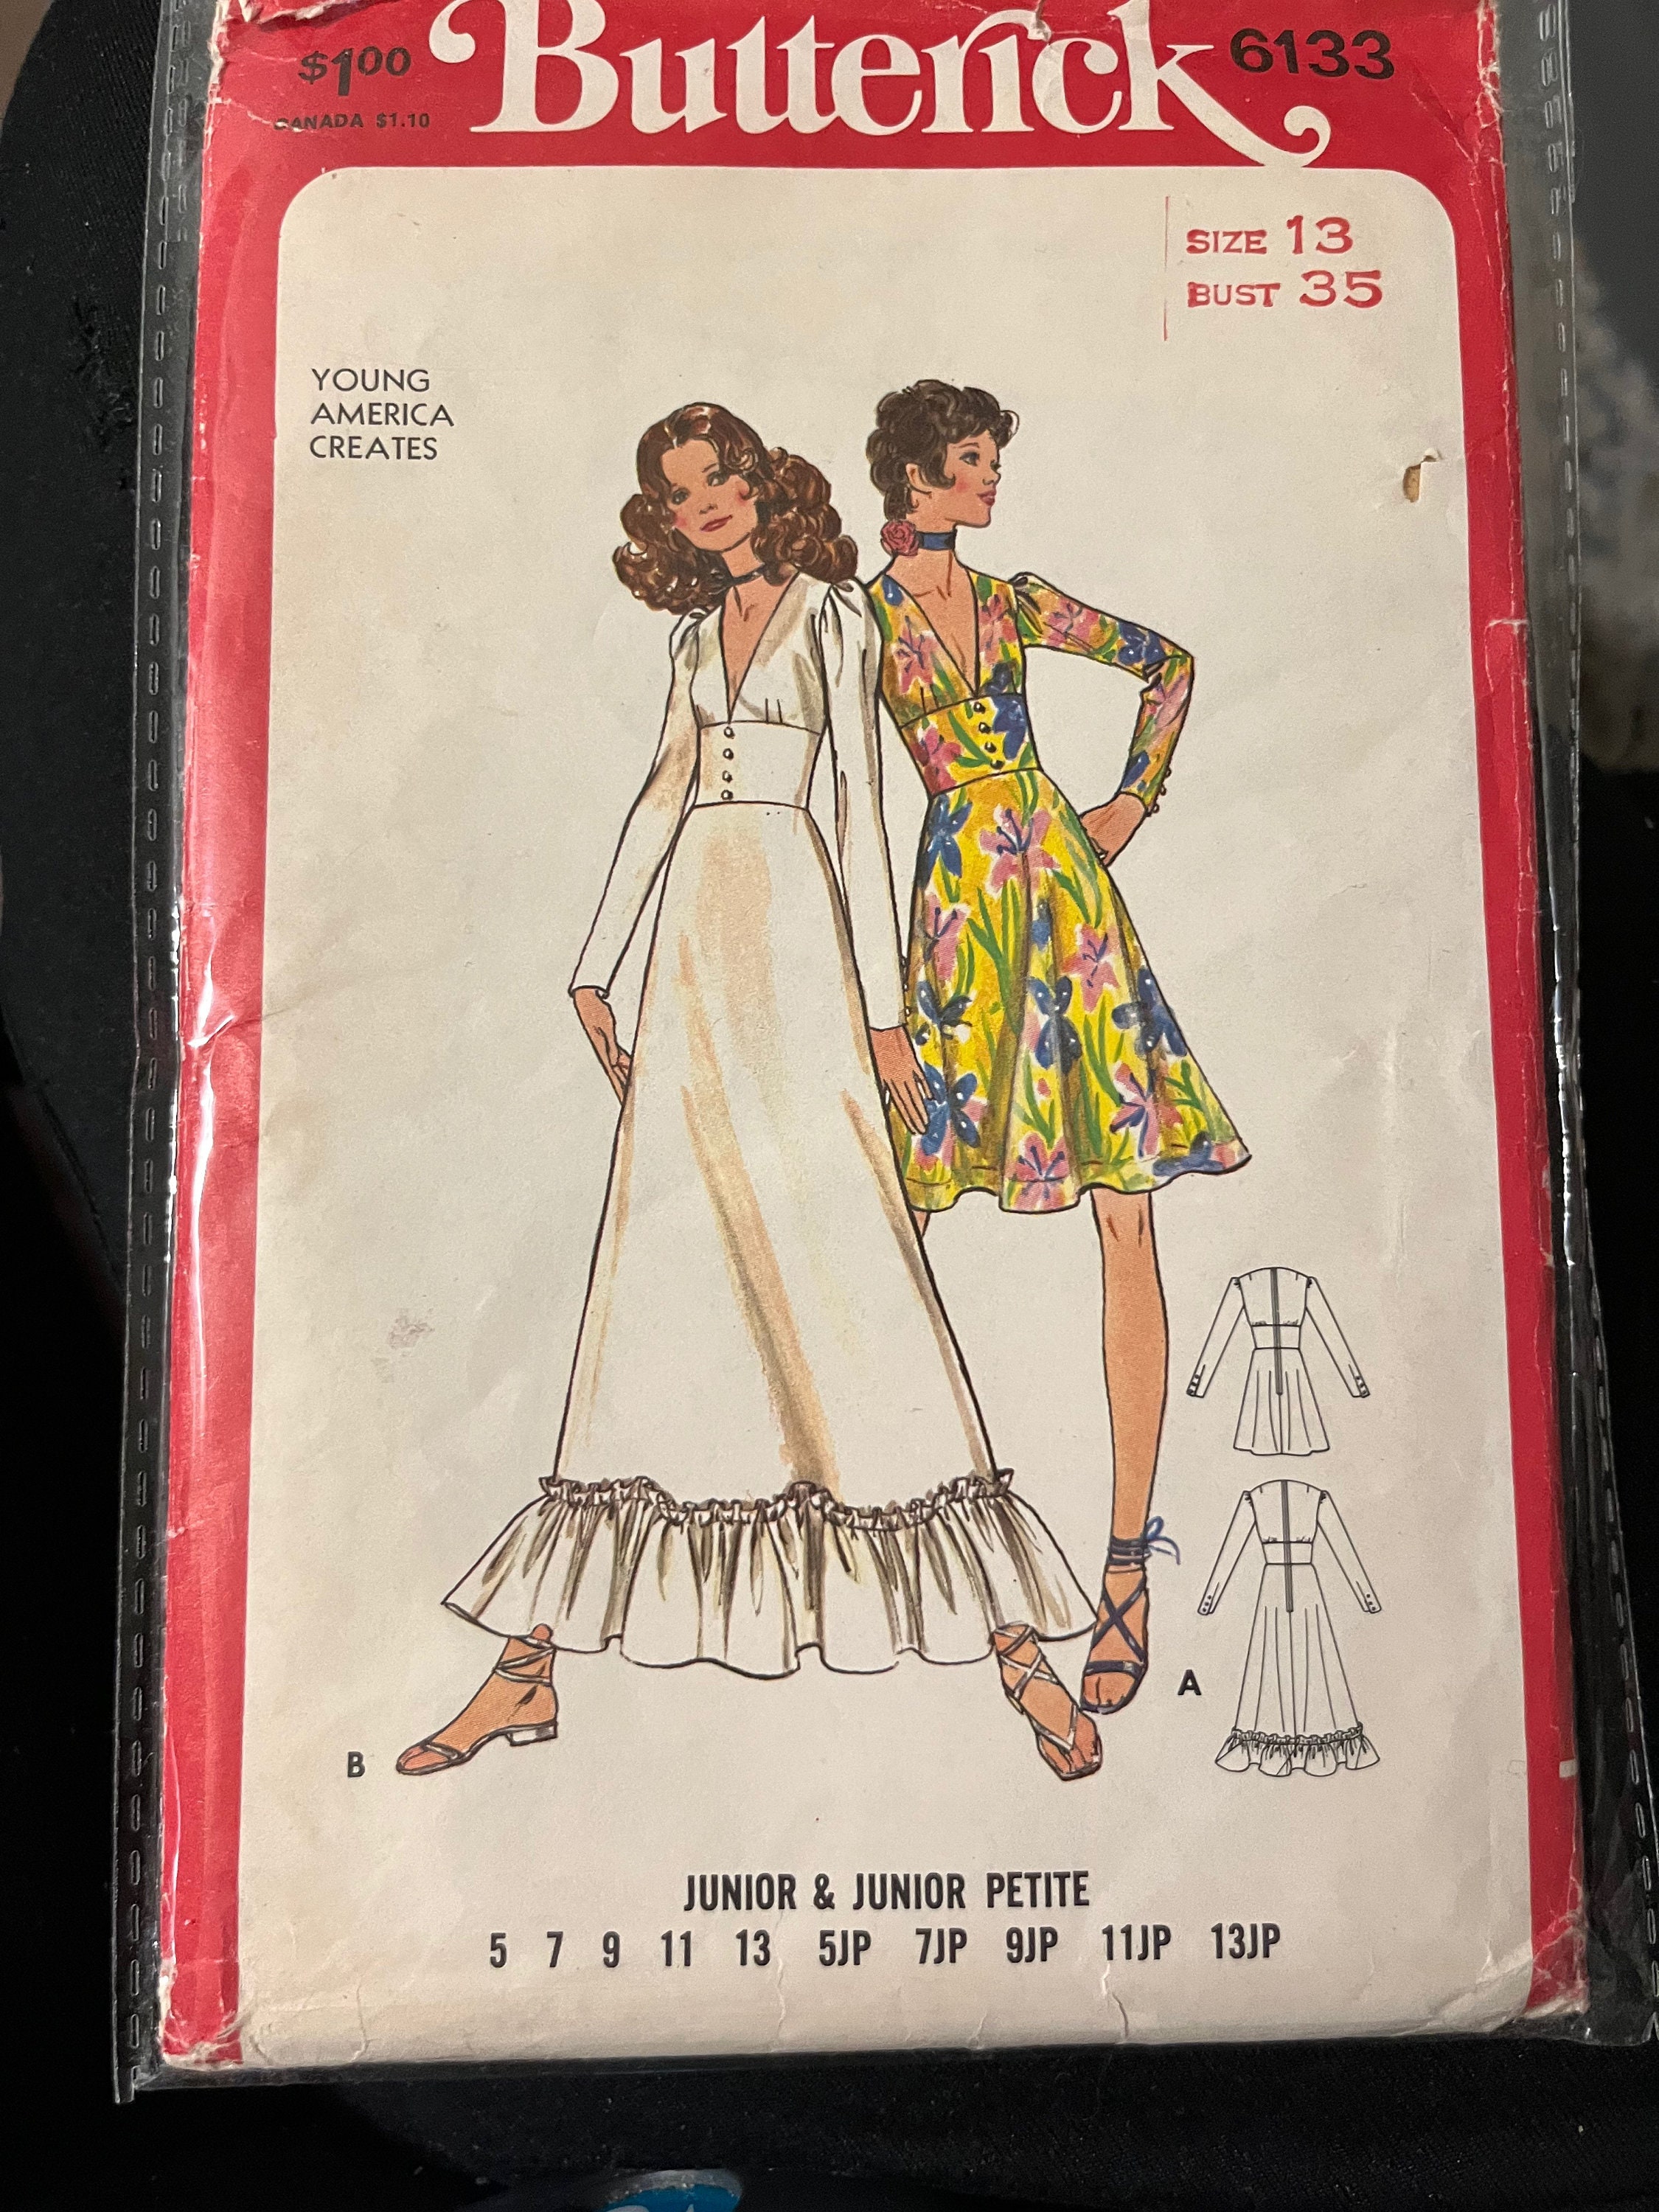 $1.00
CANADA $1.10
Butterick
6133
SIZE 13
BUST 35
YOUNG
AMERICA
CREATES
A
B
JUNIOR & JUNIOR PETITE
5 7 9 11 13 5JP 7JP 9JP 11JP 13JP